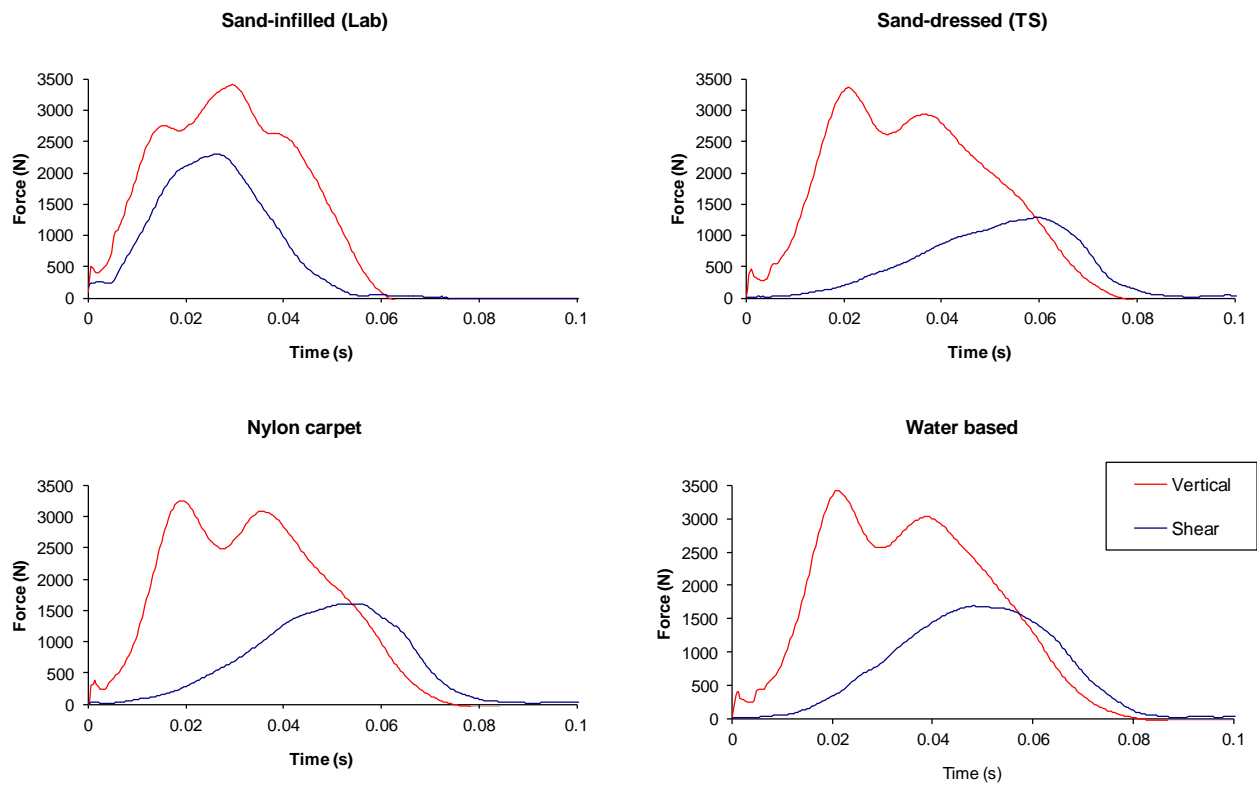 Sand-infilled (Lab)
Force (N)
3500
3000
2500
2000
1500
1000
500
0
0 0.02 0.04 0.06 0.08 0.1
Time (s)
Sand-dressed (TS)
Force (N)
3500
3000
2500
2000
1500
1000
500
0
0 0.02 0.04 0.06 0.08 0.1
Time (s)
Nylon carpet
Force (N)
3500
3000
2500
2000
1500
1000
500
0
0 0.02 0.04 0.06 0.08 0.1
Time (s)
Water based
Force (N)
3500
3000
2500
2000
1500
1000
500
0
0 0.02 0.04 0.06 0.08 0.1
Time (s)
Vertical
Shear